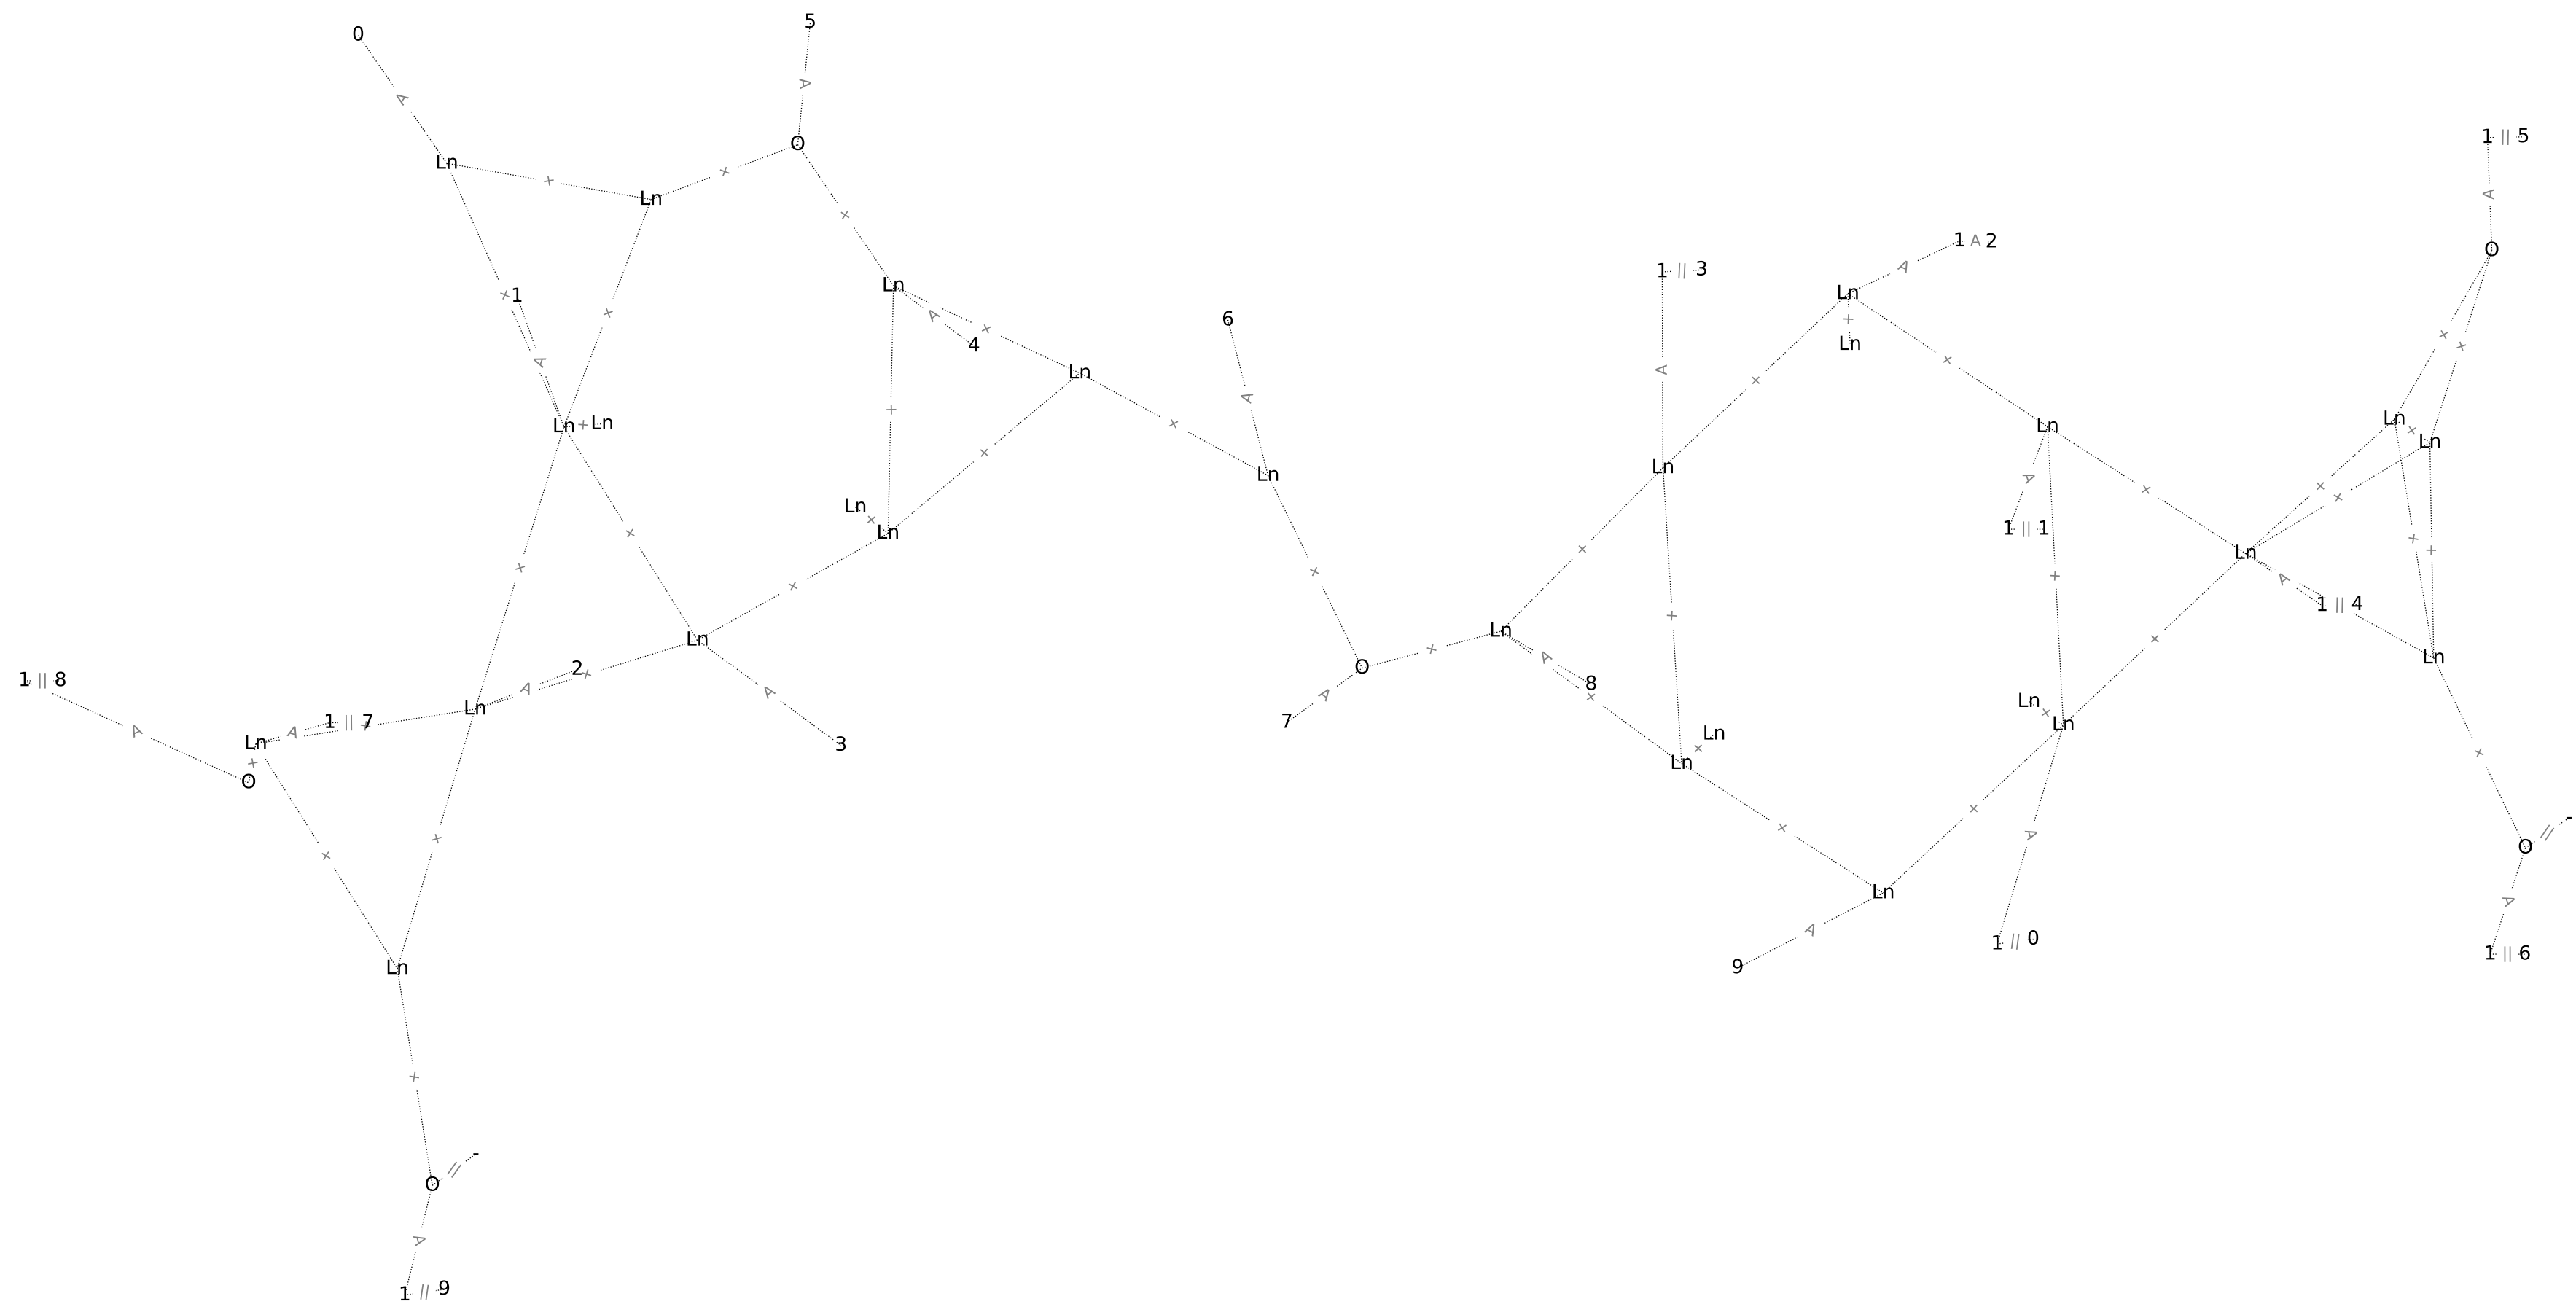 0 5
A A
O
Ln + Ln +
+
Ln
+ 1 +
A
A 4 +
Ln
6
+
Ln + Ln
+ +
A
Ln
Ln + Ln
+ +
+
Ln
2
A +
Ln
A
3
+
O
+
A
7
1 || 8
A
Ln A 1 || 7 +
+
O
+ +
Ln
+
O // -
A
1 || 9
1 || 5
A
O
1 A 2
A
1 || 3
Ln
+
Ln
A
+ +
+ +
Ln
Ln + Ln
Ln
A
+ + +
1 || 1
+
Ln
A
1 || 4
+ +
+
Ln
A
8
+
+
+
Ln
Ln + Ln
Ln + Ln
+
+ +
Ln
A
9
A
1 || 0
+
O // -
A
1 || 6